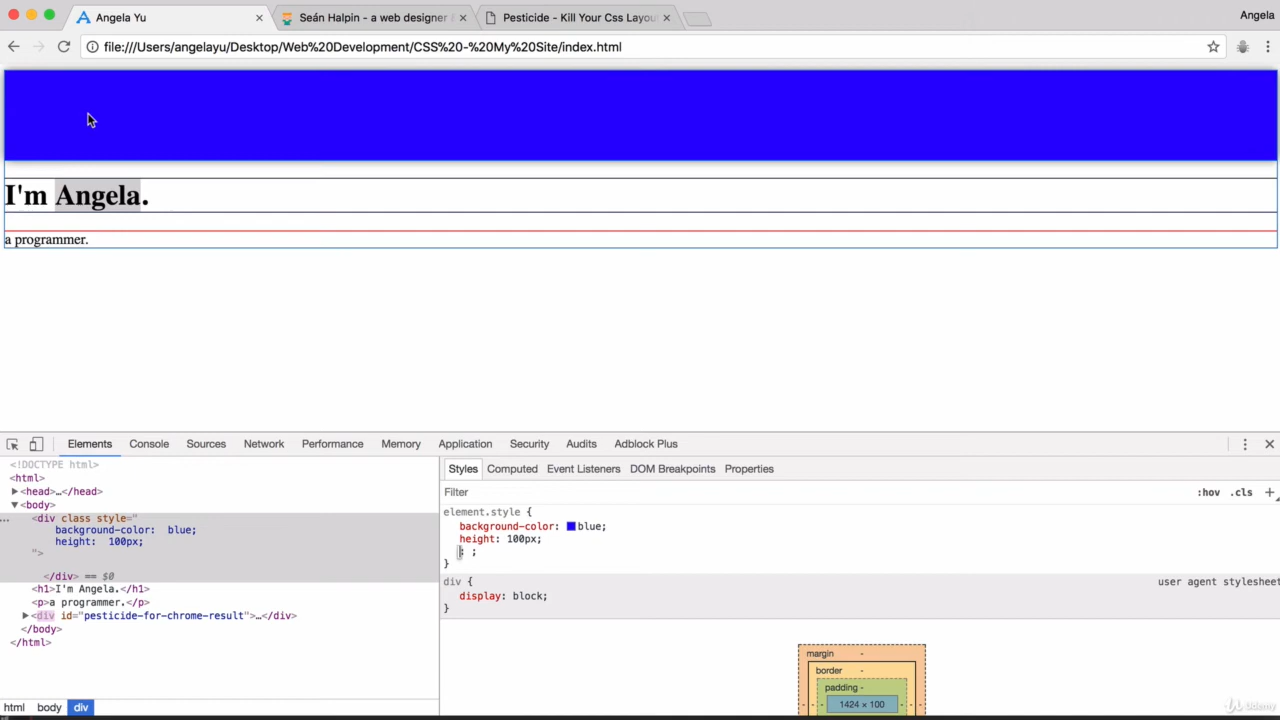 Angela Yu
Seán Halpin - a web designer
Pesticide - Kill Your Css Layou
Angela
file:///Users/angelayu/Desktop/Web%20Development/CSS%20-%20My%20Site/index.html
I'm Angela.
a programmer.
Elements Console Sources Network Performance Memory Application Security Audits Adblock Plus
<!DOCTYPE html>
<html>
<head>…</head>
<body>
<div class style="
background-color: blue;
height: 100px;
">
</div> == $0
<h1>I'm Angela.</h1>
<p>a programmer.</p>
<div id="pesticide-for-chrome-result">…</div>
</body>
</html>
html body div
Styles Computed Event Listeners DOM Breakpoints Properties
Filter :hov .cls +
element.style {
background-color: blue;
height: 100px;
: ;
}
div { user agent stylesheet
display: block;
}
margin -
border -
padding -
- - - 1424 × 100 - - -
Udemy